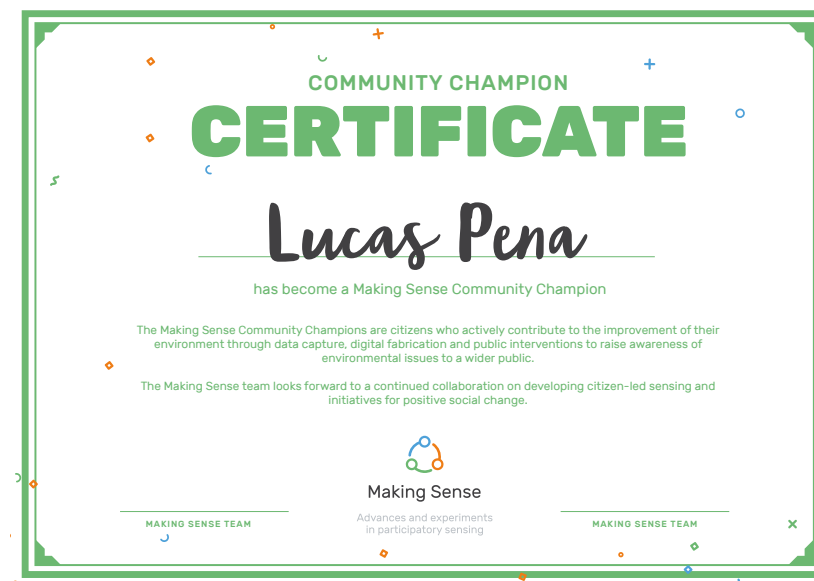 COMMUNITY CHAMPION
CERTIFICATE
Lucas Pena
has become a Making Sense Community Champion
The Making Sense Community Champions are citizens who actively contribute to the improvement of their
environment through data capture, digital fabrication and public interventions to raise awareness of
environmental issues to a wider public.
The Making Sense team looks forward to a continued collaboration on developing citizen-led sensing and
initiatives for positive social change.
Making Sense
Advances and experiments
in participatory sensing
MAKING SENSE TEAM
MAKING SENSE TEAM